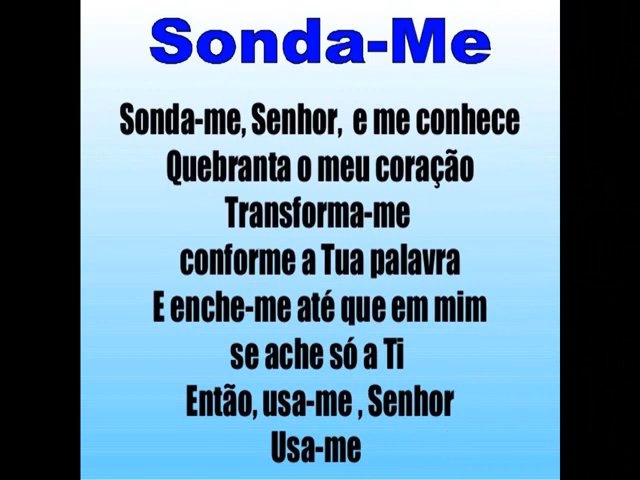 Sonda-Me
Sonda-me, Senhor, e me conhece
Quebranta o meu coração
Transforma-me
conforme a Tua palavra
E enche-me até que em mim
se ache só a Ti
Então, usa-me , Senhor
Usa-me